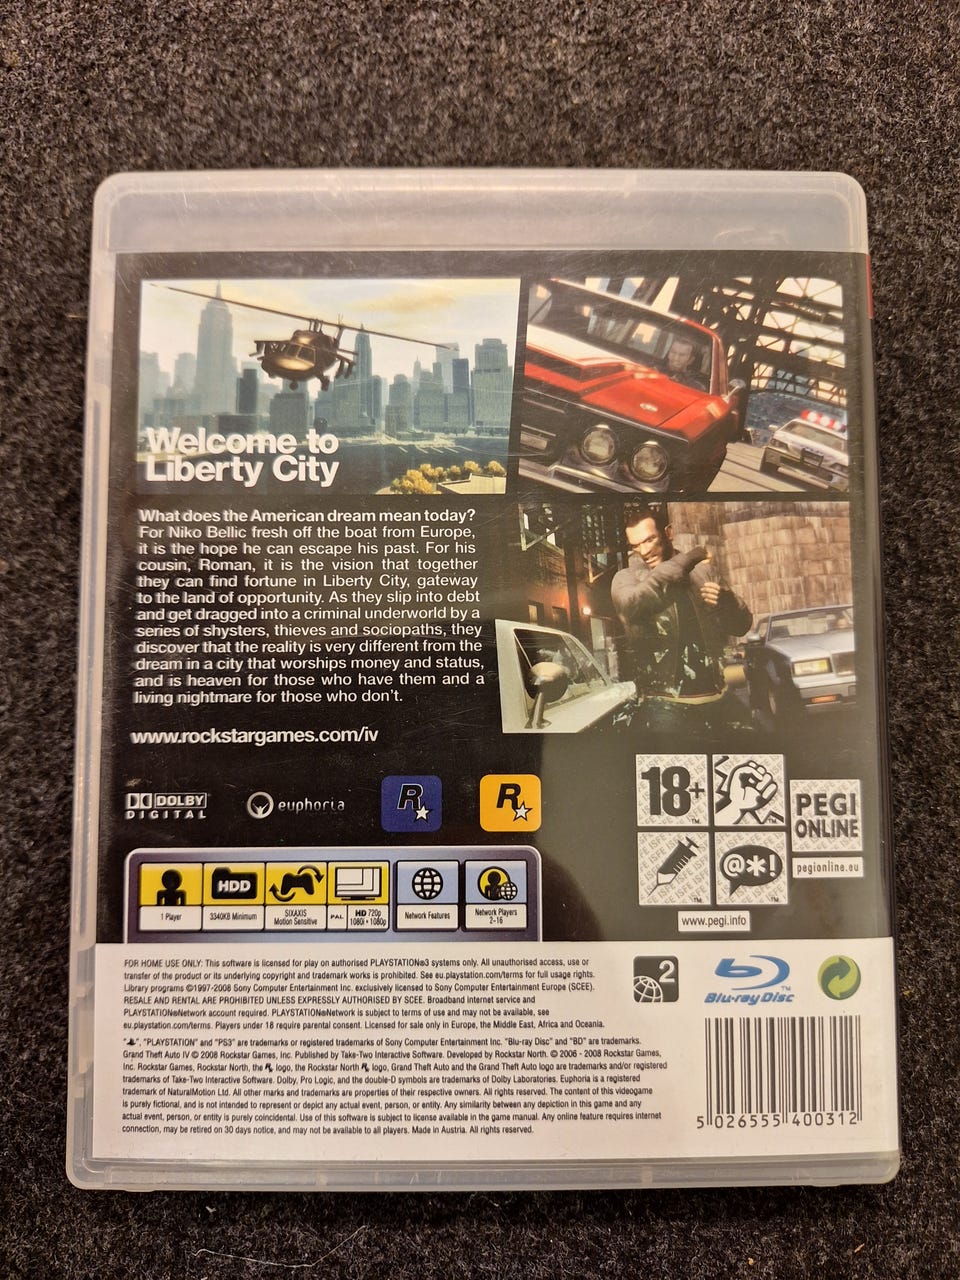 Welcome to
Liberty City
What does the American dream mean today?
For Niko Bellic fresh off the boat from Europe,
it is the hope he can escape his past. For his
cousin, Roman, it is the vision that together
they can find fortune in Liberty City, gateway
to the land of opportunity. As they slip into debt
and get dragged into a criminal underworld by a
series of shysters, thieves and sociopaths, they
discover that the reality is very different from the
dream in a city that worships money and status,
and is heaven for those who have them and a
living nightmare for those who don't.
www.rockstargames.com/iv
DOLBY
DIGITAL
euphoria
R
R
18+
PEGI
ONLINE
pegionline.eu
@*!
www.pegi.info
HDD
1 Player
3340KB Minimum
SIXAXIS
Motion Sensitive
PAL
HD 720p
1080i • 1080p
Network Features
Network Players
2-16
FOR HOME USE ONLY: This software is licensed for play on authorised PLAYSTATION®3 systems only. All unauthorised access, use or
transfer of the product or its underlying copyright and trademark works is prohibited. See eu.playstation.com/terms for full usage rights.
Library programs ©1997-2008 Sony Computer Entertainment Inc. exclusively licensed to Sony Computer Entertainment Europe (SCEE).
RESALE AND RENTAL ARE PROHIBITED UNLESS EXPRESSLY AUTHORISED BY SCEE. Broadband internet service and
PLAYSTATION®Network account required. PLAYSTATION®Network is subject to terms of use and may not be available, see
eu.playstation.com/terms. Players under 18 require parental consent. Licensed for sale only in Europe, the Middle East, Africa and Oceania.
"", "PLAYSTATION" and "PS3" are trademarks or registered trademarks of Sony Computer Entertainment Inc. "Blu-ray Disc" and "BD" are trademarks.
Grand Theft Auto IV © 2008 Rockstar Games, Inc. Published by Take-Two Interactive Software. Developed by Rockstar North. © 2006 - 2008 Rockstar Games,
Inc. Rockstar Games, Rockstar North, the R logo, the Rockstar North R logo, Grand Theft Auto and the Grand Theft Auto logo are trademarks and/or registered
trademarks of Take-Two Interactive Software. Dolby, Pro Logic, and the double-D symbols are trademarks of Dolby Laboratories. Euphoria is a registered
trademark of NaturalMotion Ltd. All other marks and trademarks are properties of their respective owners. All rights reserved. The content of this videogame
is purely fictional, and is not intended to represent or depict any actual event, person, or entity. Any similarity between any depiction in this game and any
actual event, person, or entity is purely coincidental. Use of this software is subject to license available in the game manual. Any online feature requires internet
connection, may be retired on 30 days notice, and may not be available to all players. Made in Austria. All rights reserved.
2
Blu-ray Disc
5 026555 400312